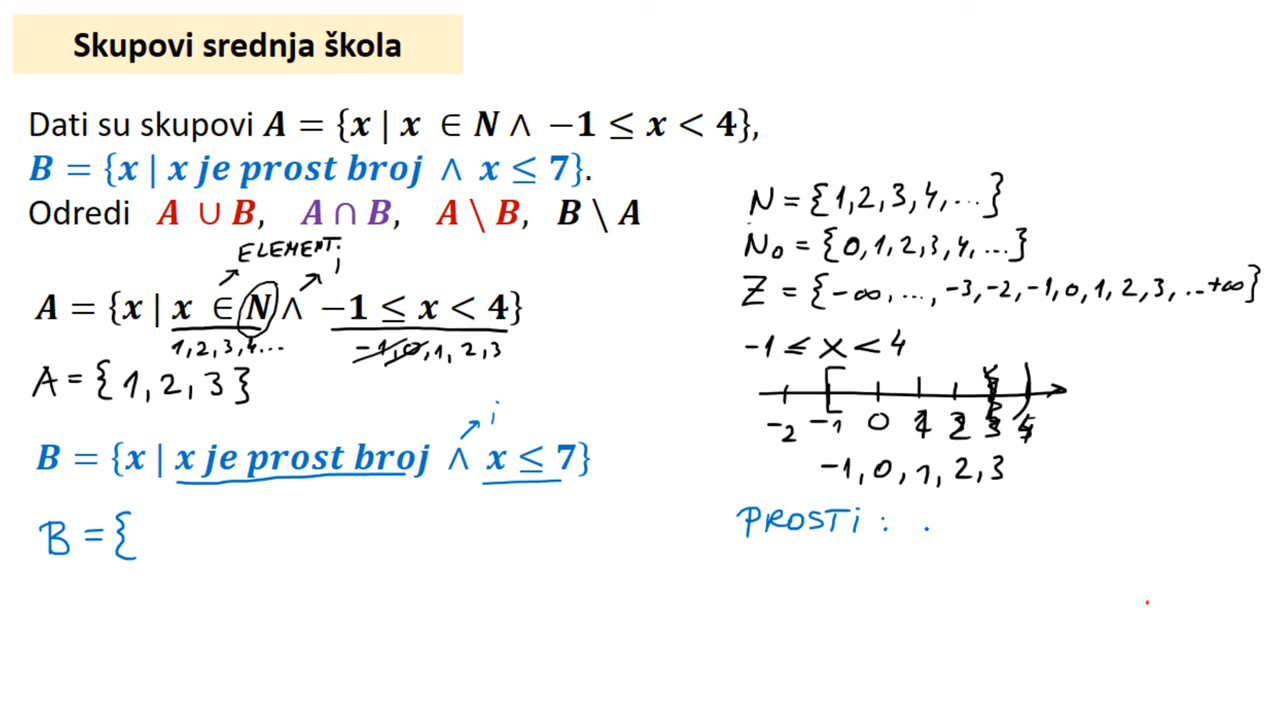 Skupovi srednja škola
Dati su skupovi A = {x | x ∈ N ∧ −1 ≤ x < 4},
B = {x | x je prost broj ∧ x ≤ 7}.
Odredi A ∪ B, A ∩ B, A \ B, B \ A
ELEMENT
i
A = {x | x ∈ N ∧ −1 ≤ x < 4}
1,2,3,4...
-1,0,1,2,3
A = {1,2,3}
i
B = {x | x je prost broj ∧ x ≤ 7}
B = {
N = {1,2,3,4,...}
N₀ = {0,1,2,3,4,...}
Z = {-∞,...,-3,-2,-1,0,1,2,3,...+∞}
-1 ≤ x < 4
-2 -1 0 1 2 3 4
-1,0,1,2,3
PROSTi : .